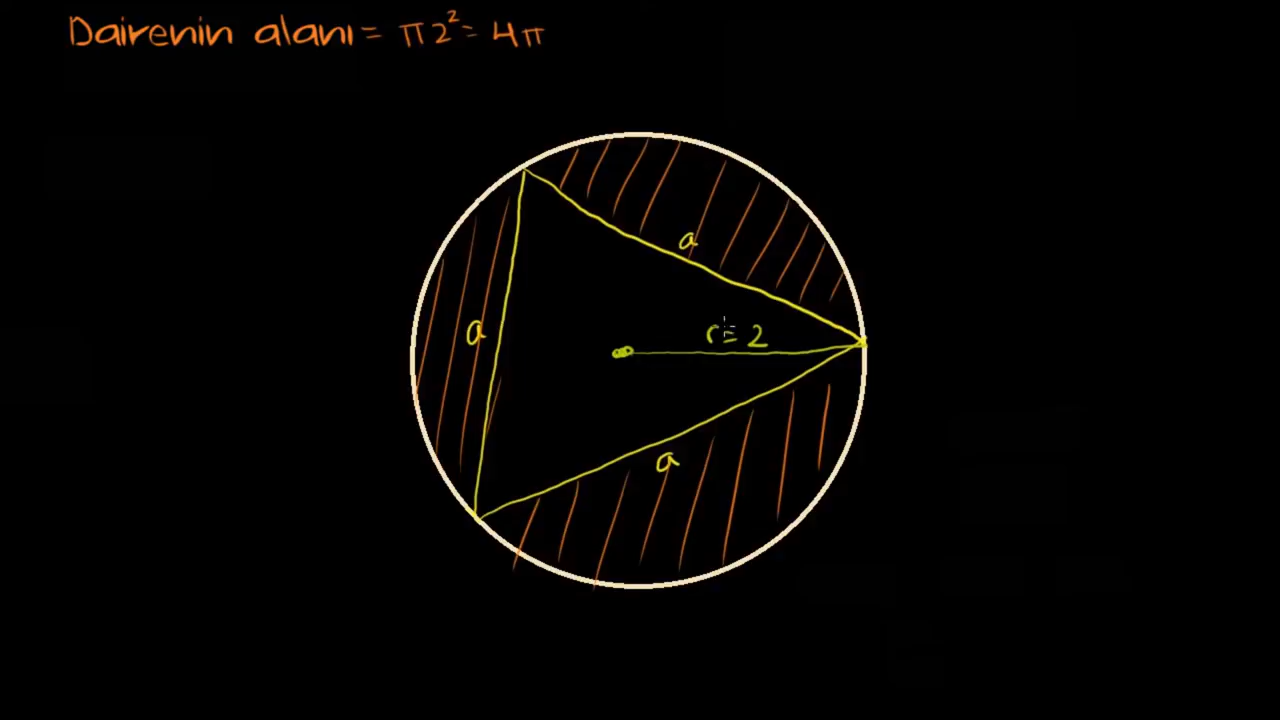 Dairenin alanı = π2² = 4π
a
a
r = 2
a